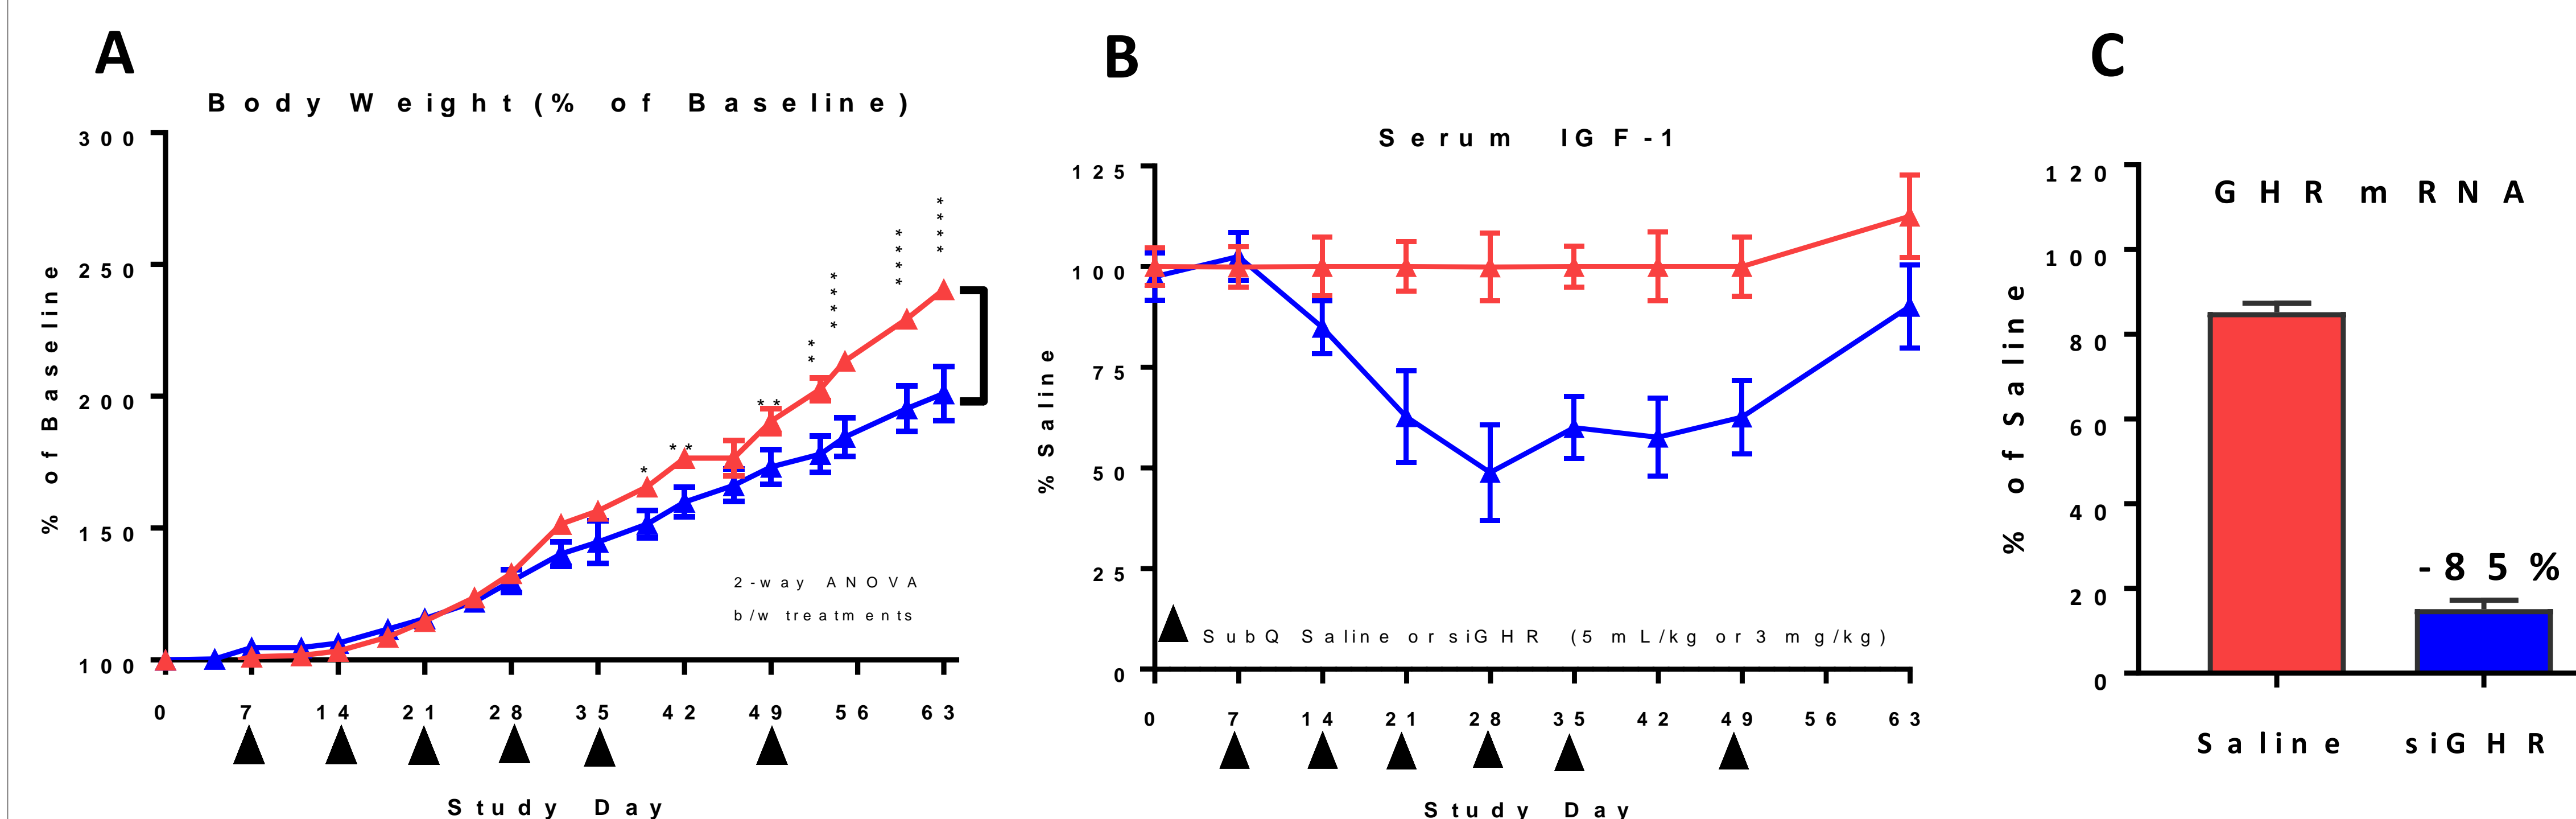 A
Body Weight (% of Baseline)
% of Baseline
300
250
200
150
100
*
**
**
**
****
****
****
2-way ANOVA
b/w treatments
0 7 14 21 28 35 42 49 56 63
Study Day
B
Serum IGF-1
% Saline
125
100
75
50
25
0
SubQ Saline or siGHR (5 mL/kg or 3 mg/kg)
0 7 14 21 28 35 42 49 56 63
Study Day
C
GHR mRNA
% of Saline
120
100
80
60
40
20
0
-85%
Saline siGHR